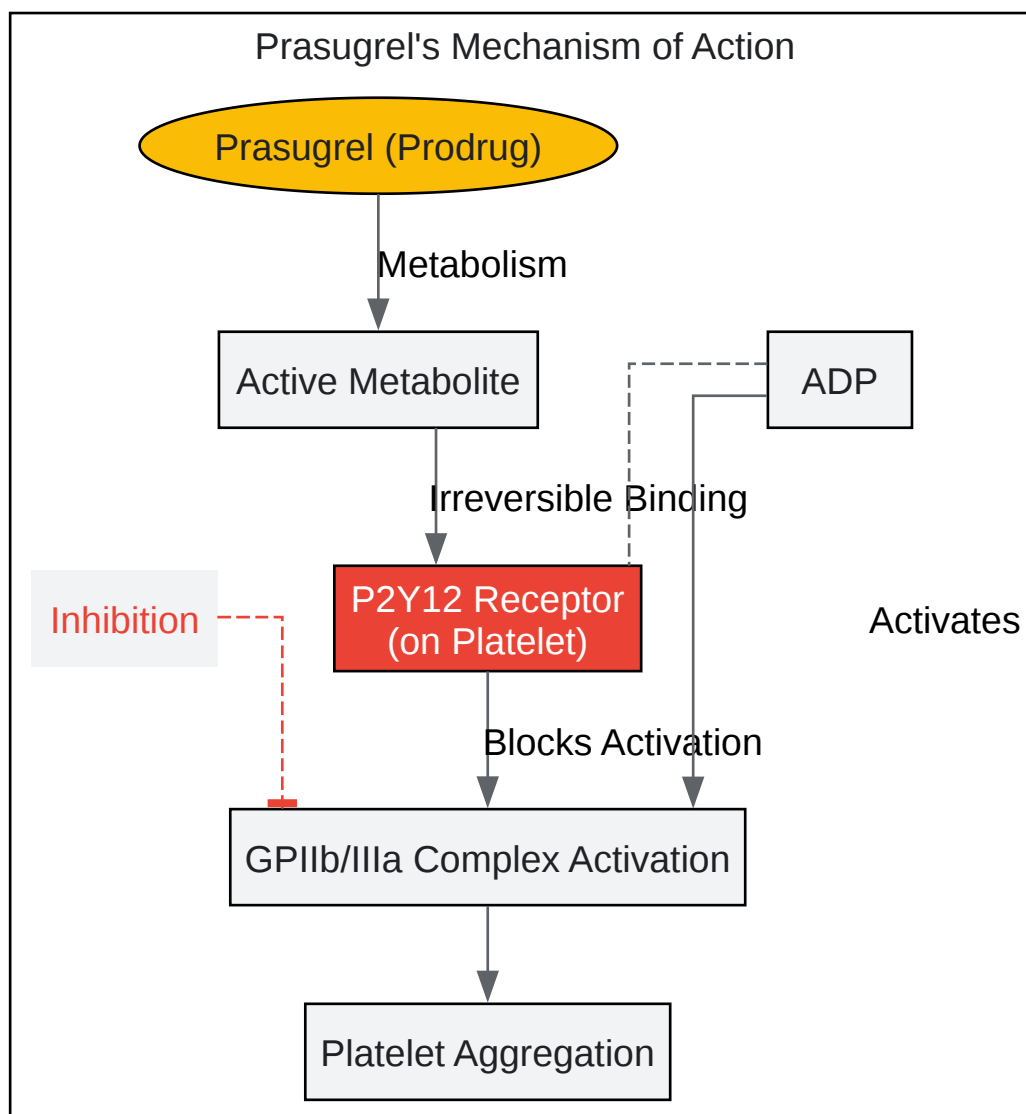 Prasugrel's Mechanism of Action
Prasugrel (Prodrug)
Metabolism
Active Metabolite
ADP
Irreversible Binding
Inhibition
P2Y12 Receptor
(on Platelet)
Activates
Blocks Activation
GPIIb/IIIa Complex Activation
Platelet Aggregation